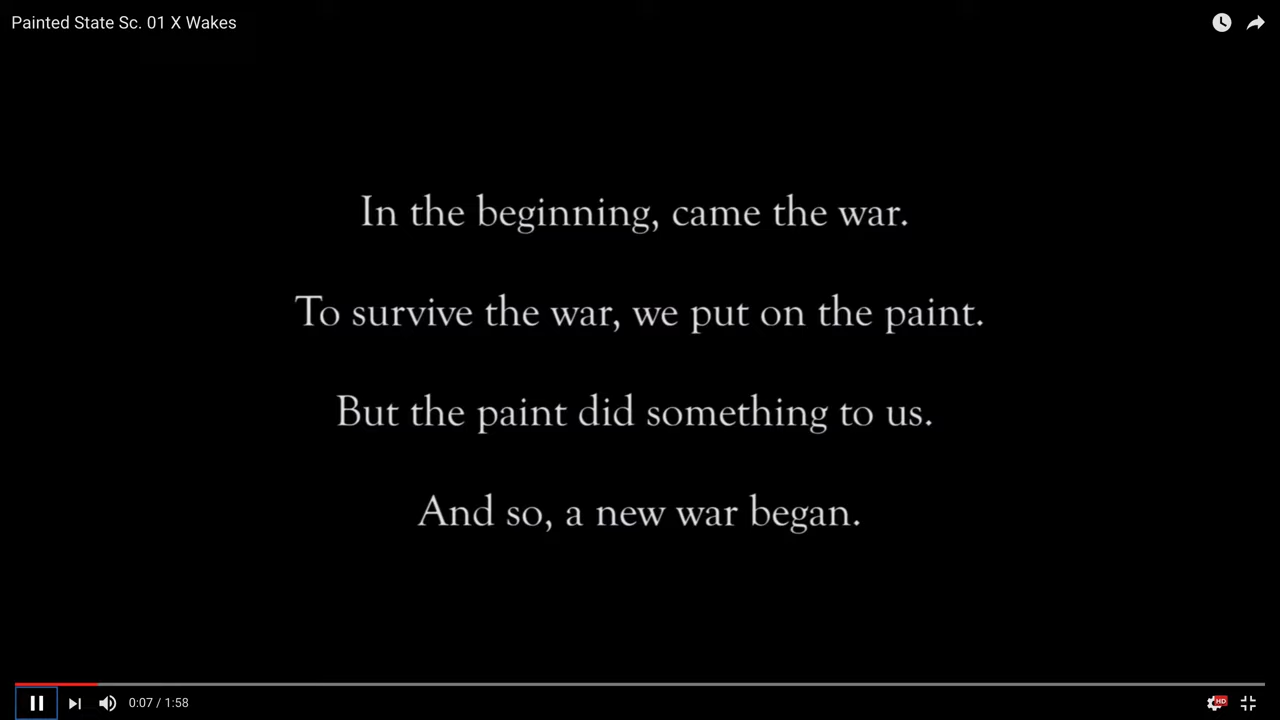 Painted State Sc. 01 X Wakes
In the beginning, came the war.
To survive the war, we put on the paint.
But the paint did something to us.
And so, a new war began.
0:07 / 1:58
HD